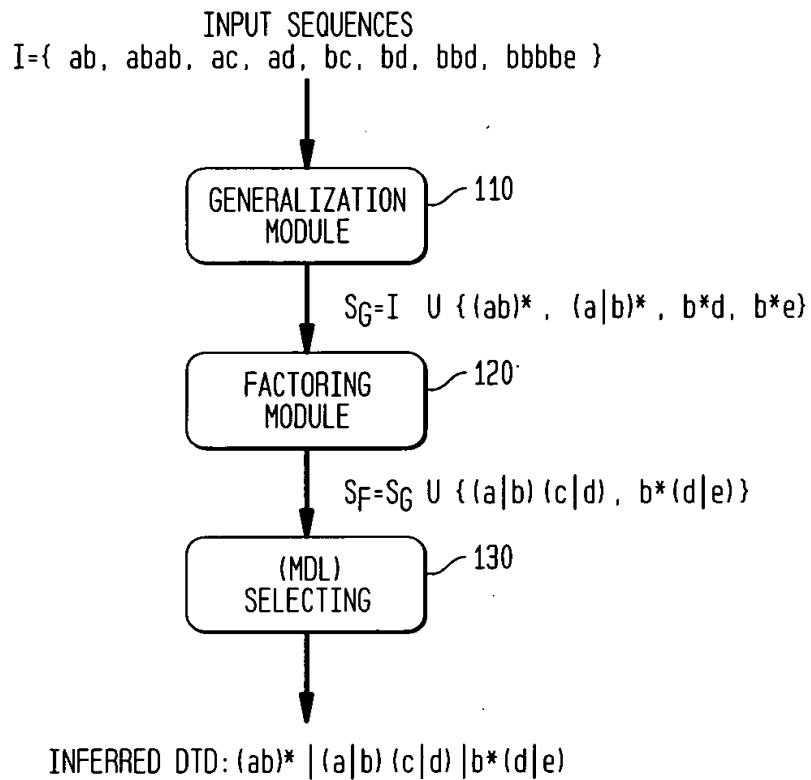 INPUT SEQUENCES
I={ ab, abab, ac, ad, bc, bd, bbd, bbbbe }
GENERALIZATION
MODULE
110
SG=I U {(ab)*, (a|b)*, b*d, b*e}
FACTORING
MODULE
120
SF=SG U {(a|b)(c|d), b*(d|e)}
(MDL)
SELECTING
130
INFERRED DTD: (ab)* |(a|b)(c|d)|b*(d|e)